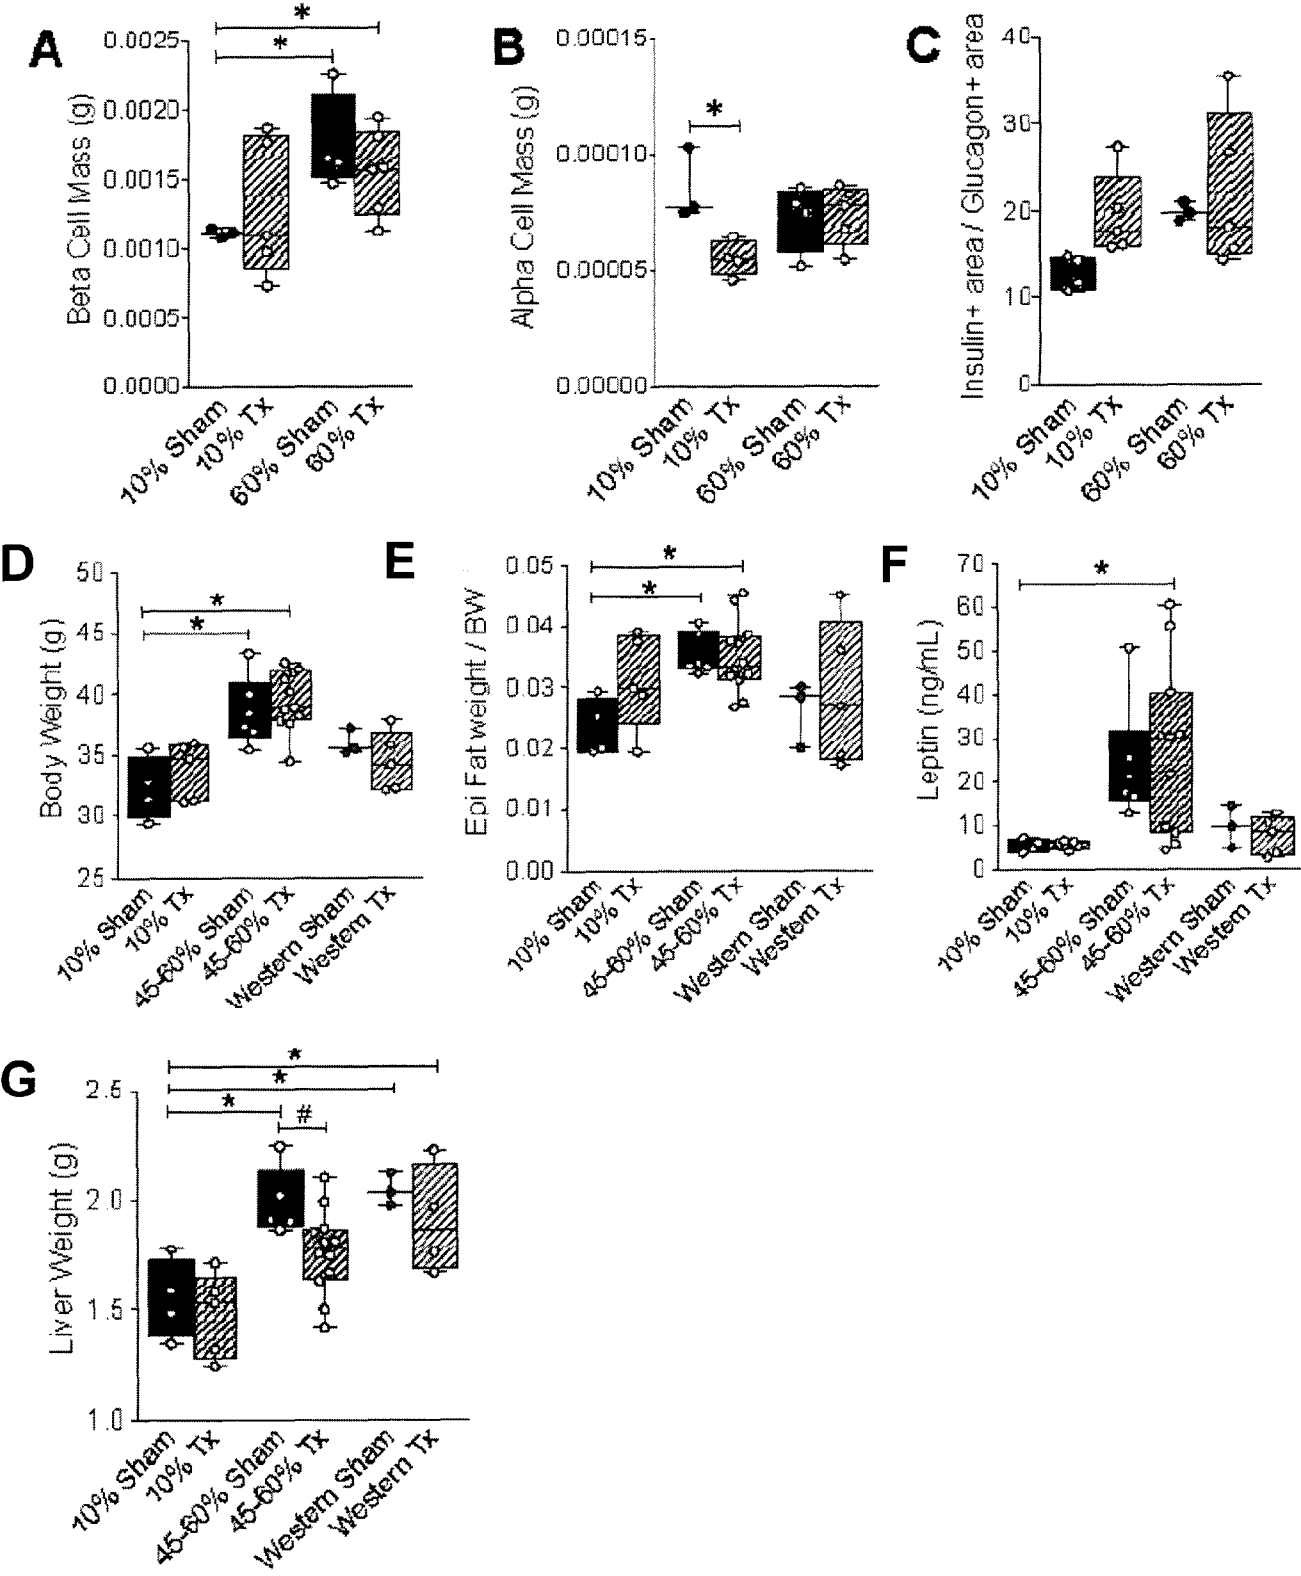 A
Beta Cell Mass (g)
0.0025
0.0020
0.0015
0.0010
0.0005
0.0000
*
*
10% Sham
10% Tx
60% Sham
60% Tx
B
Alpha Cell Mass (g)
0.00015
0.00010
0.00005
0.00000
*
10% Sham
10% Tx
60% Sham
60% Tx
C
Insulin+ area / Glucagon+ area
40
30
20
10
0
10% Sham
10% Tx
60% Sham
60% Tx
D
Body Weight (g)
50
45
40
35
30
25
*
*
10% Sham
10% Tx
45-60% Sham
45-60% Tx
Western Sham
Western Tx
E
Epi Fat weight / BW
0.05
0.04
0.03
0.02
0.01
0.00
*
*
10% Sham
10% Tx
45-60% Sham
45-60% Tx
Western Sham
Western Tx
F
Leptin (ng/mL)
70
60
50
40
30
20
10
0
*
10% Sham
10% Tx
45-60% Sham
45-60% Tx
Western Sham
Western Tx
G
Liver Weight (g)
2.5
2.0
1.5
1.0
*
*
*
#
10% Sham
10% Tx
45-60% Sham
45-60% Tx
Western Sham
Western Tx